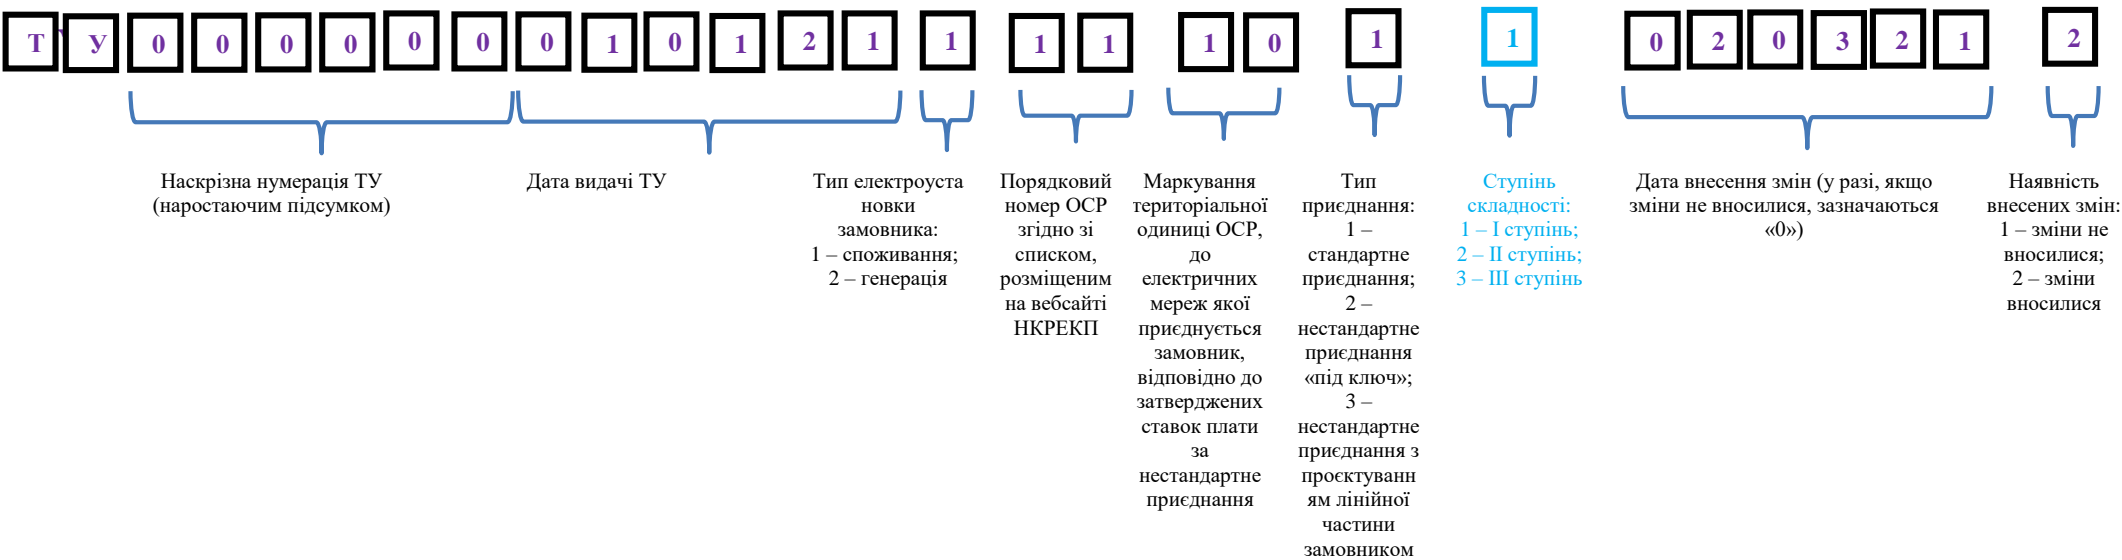 Т У 0 0 0 0 0 0 0 1 0 1 2 1 1 1 1 1 0 1 1 0 2 0 3 2 1 2
Наскрізна нумерація ТУ
(наростаючим підсумком)
Дата видачі ТУ
Тип електроуста
новки
замовника:
1 – споживання;
2 – генерація
Порядковий
номер ОСР
згідно зі
списком,
розміщеним
на вебсайті
НКРЕКП
Маркування
територіальної
одиниці ОСР,
до
електричних
мереж якої
приєднується
замовник,
відповідно до
затверджених
ставок плати
за
нестандартне
приєднання
Тип
приєднання:
1 –
стандартне
приєднання;
2 –
нестандартне
приєднання
«під ключ»;
3 –
нестандартне
приєднання з
проєктуванн
ям лінійної
частини
замовником
Ступінь
складності:
1 – І ступінь;
2 – ІІ ступінь;
3 – ІІІ ступінь
Дата внесення змін (у разі, якщо
зміни не вносилися, зазначаються
«0»)
Наявність
внесених змін:
1 – зміни не
вносилися;
2 – зміни
вносилися